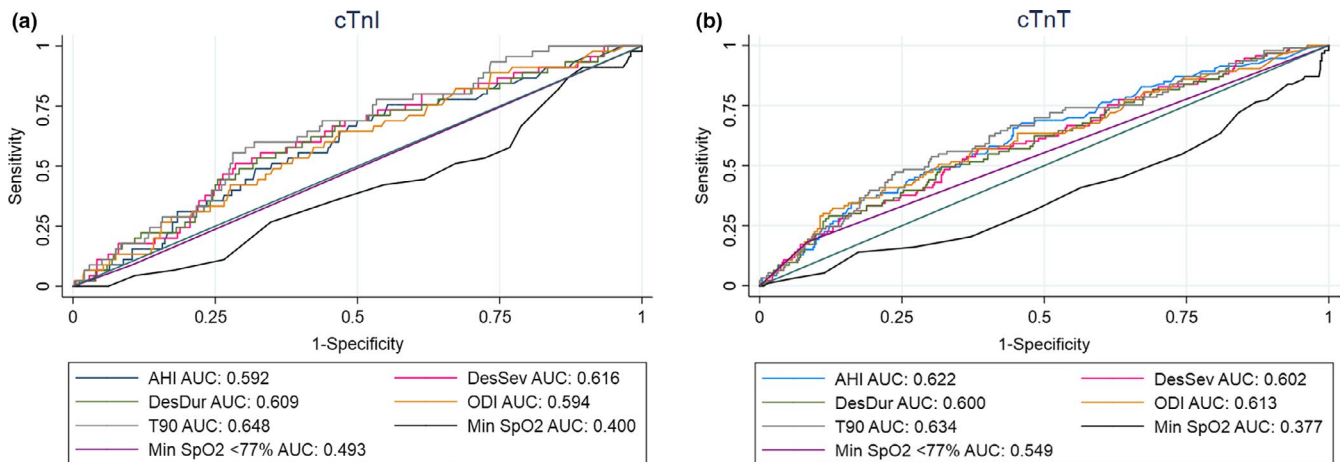 (a)
cTnI
1
0.75
0.5
0.25
0
Sensitivity
0
0.25
0.5
0.75
1
1-Specificity
AHI AUC: 0.592
DesSev AUC: 0.616
DesDur AUC: 0.609
ODI AUC: 0.594
T90 AUC: 0.648
Min SpO2 AUC: 0.400
Min SpO2 <77% AUC: 0.493
(b)
cTnT
1
0.75
0.5
0.25
0
Sensitivity
0
0.25
0.5
0.75
1
1-Specificity
AHI AUC: 0.622
DesSev AUC: 0.602
DesDur AUC: 0.600
ODI AUC: 0.613
T90 AUC: 0.634
Min SpO2 AUC: 0.377
Min SpO2 <77% AUC: 0.549